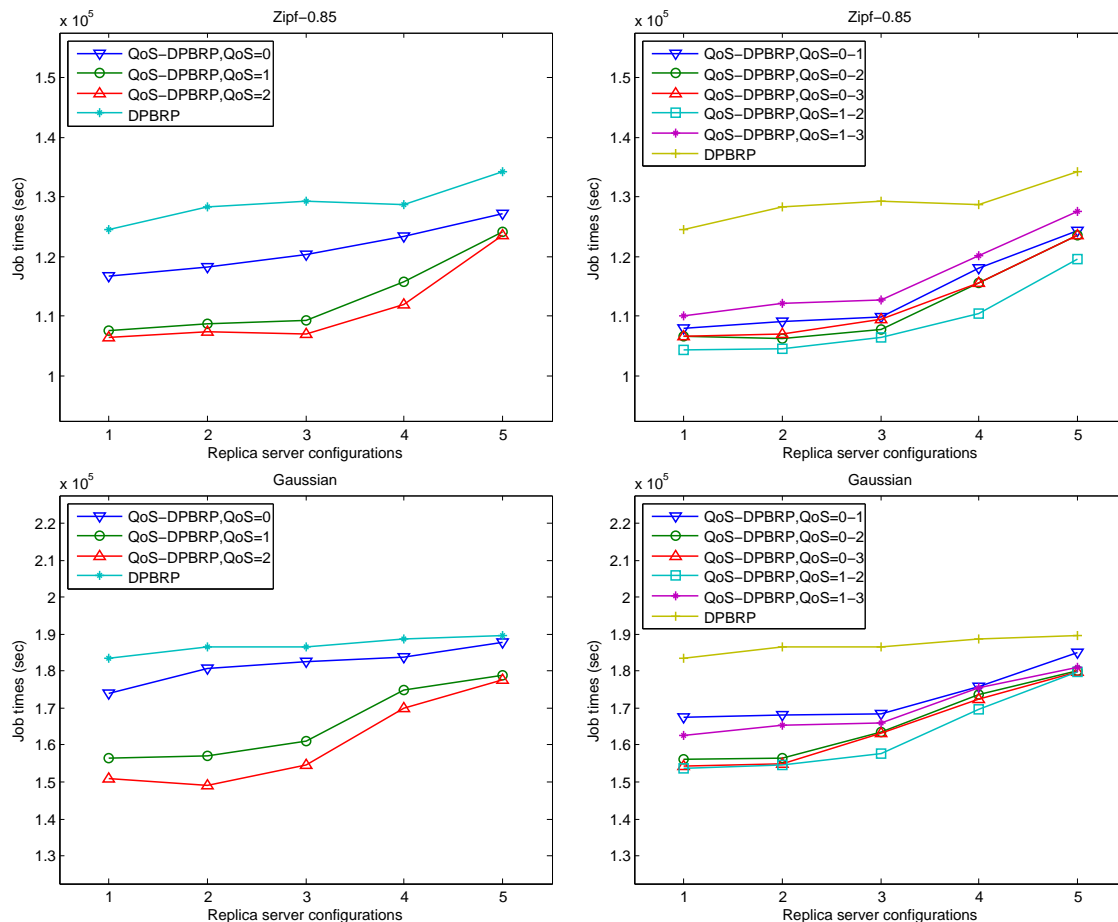 Zipf−0.85
x 10^5
QoS−DPBRP,QoS=0
QoS−DPBRP,QoS=1
QoS−DPBRP,QoS=2
DPBRP
1.5
1.4
1.3
1.2
1.1
1
Job times (sec)
1 2 3 4 5
Replica server configurations
Zipf−0.85
x 10^5
QoS−DPBRP,QoS=0−1
QoS−DPBRP,QoS=0−2
QoS−DPBRP,QoS=0−3
QoS−DPBRP,QoS=1−2
QoS−DPBRP,QoS=1−3
DPBRP
1.5
1.4
1.3
1.2
1.1
1
Job times (sec)
1 2 3 4 5
Replica server configurations
Gaussian
x 10^5
QoS−DPBRP,QoS=0
QoS−DPBRP,QoS=1
QoS−DPBRP,QoS=2
DPBRP
2.2
2.1
2
1.9
1.8
1.7
1.6
1.5
1.4
1.3
Job times (sec)
1 2 3 4 5
Replica server configurations
Gaussian
x 10^5
QoS−DPBRP,QoS=0−1
QoS−DPBRP,QoS=0−2
QoS−DPBRP,QoS=0−3
QoS−DPBRP,QoS=1−2
QoS−DPBRP,QoS=1−3
DPBRP
2.2
2.1
2
1.9
1.8
1.7
1.6
1.5
1.4
1.3
Job times (sec)
1 2 3 4 5
Replica server configurations